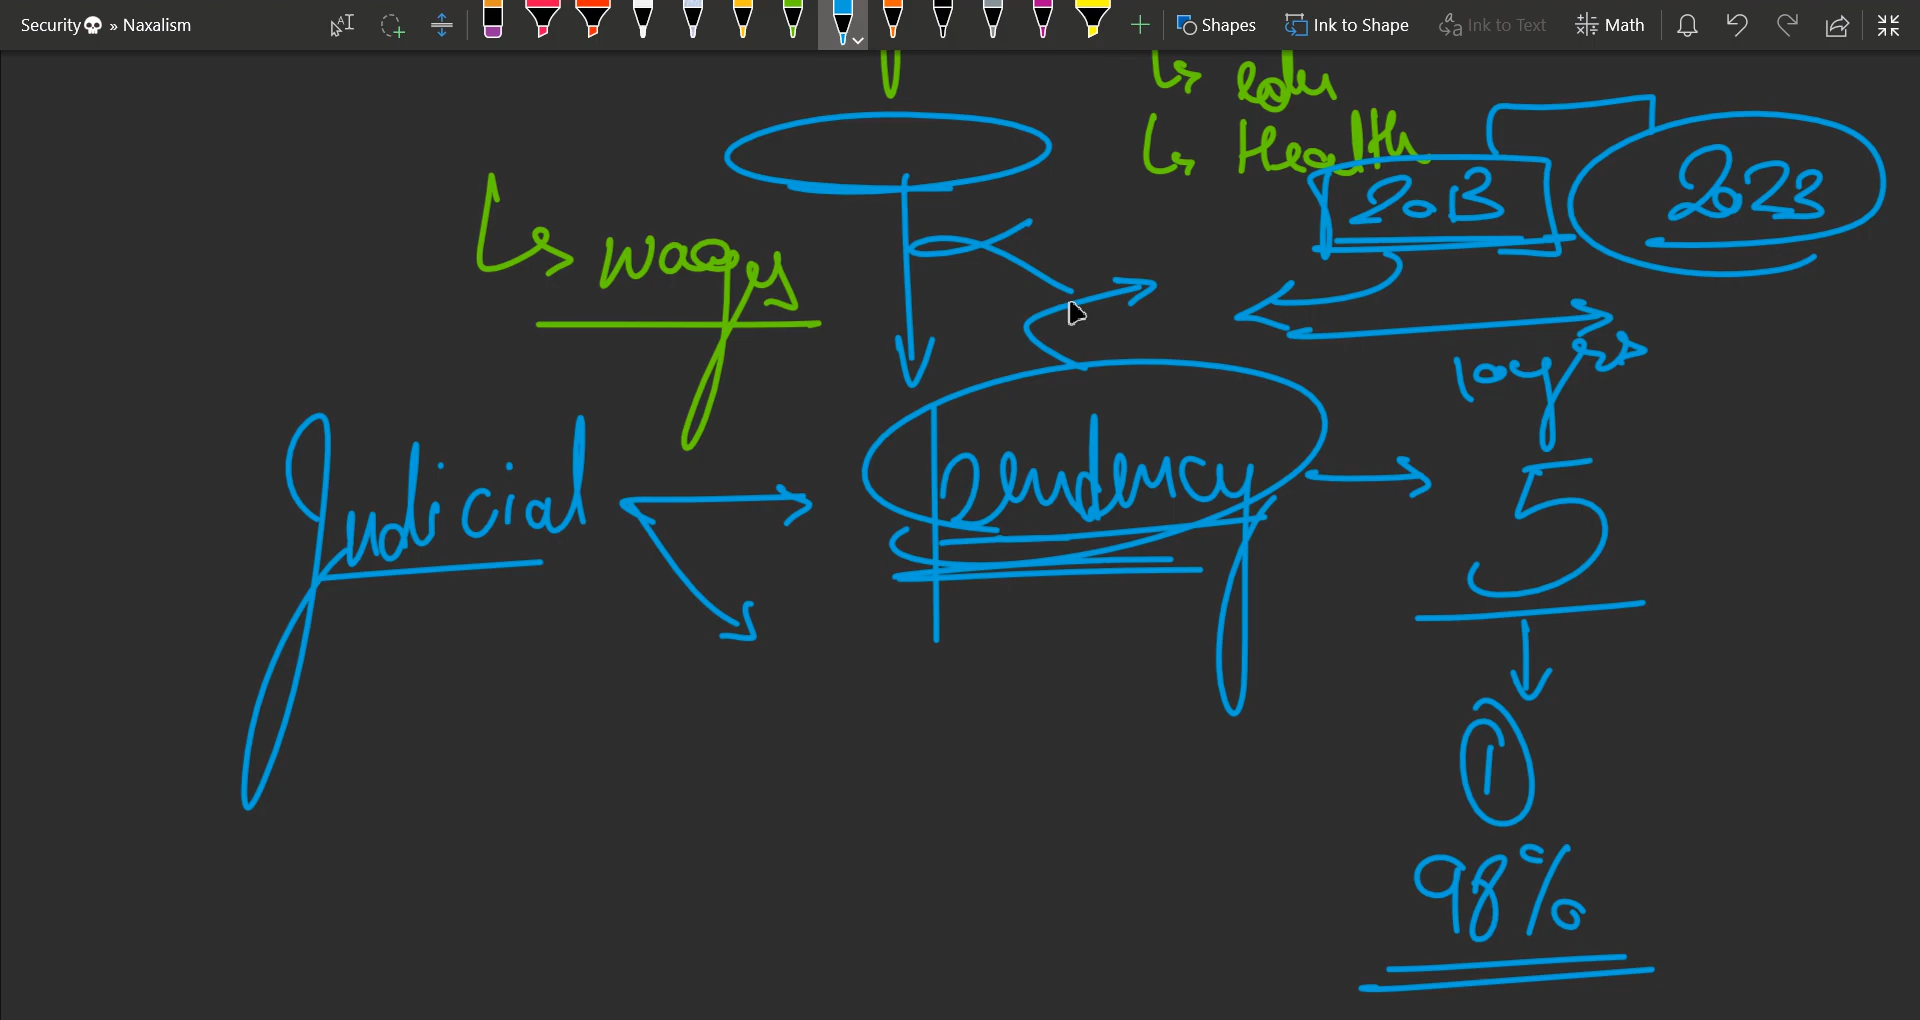 Security💀 » Naxalism
Shapes Ink to Shape Ink to Text Math
↳ Edu
↳ Health
↳ wages
2013 2023
10 yrs
Judicial → Pendency → 5
1
98%